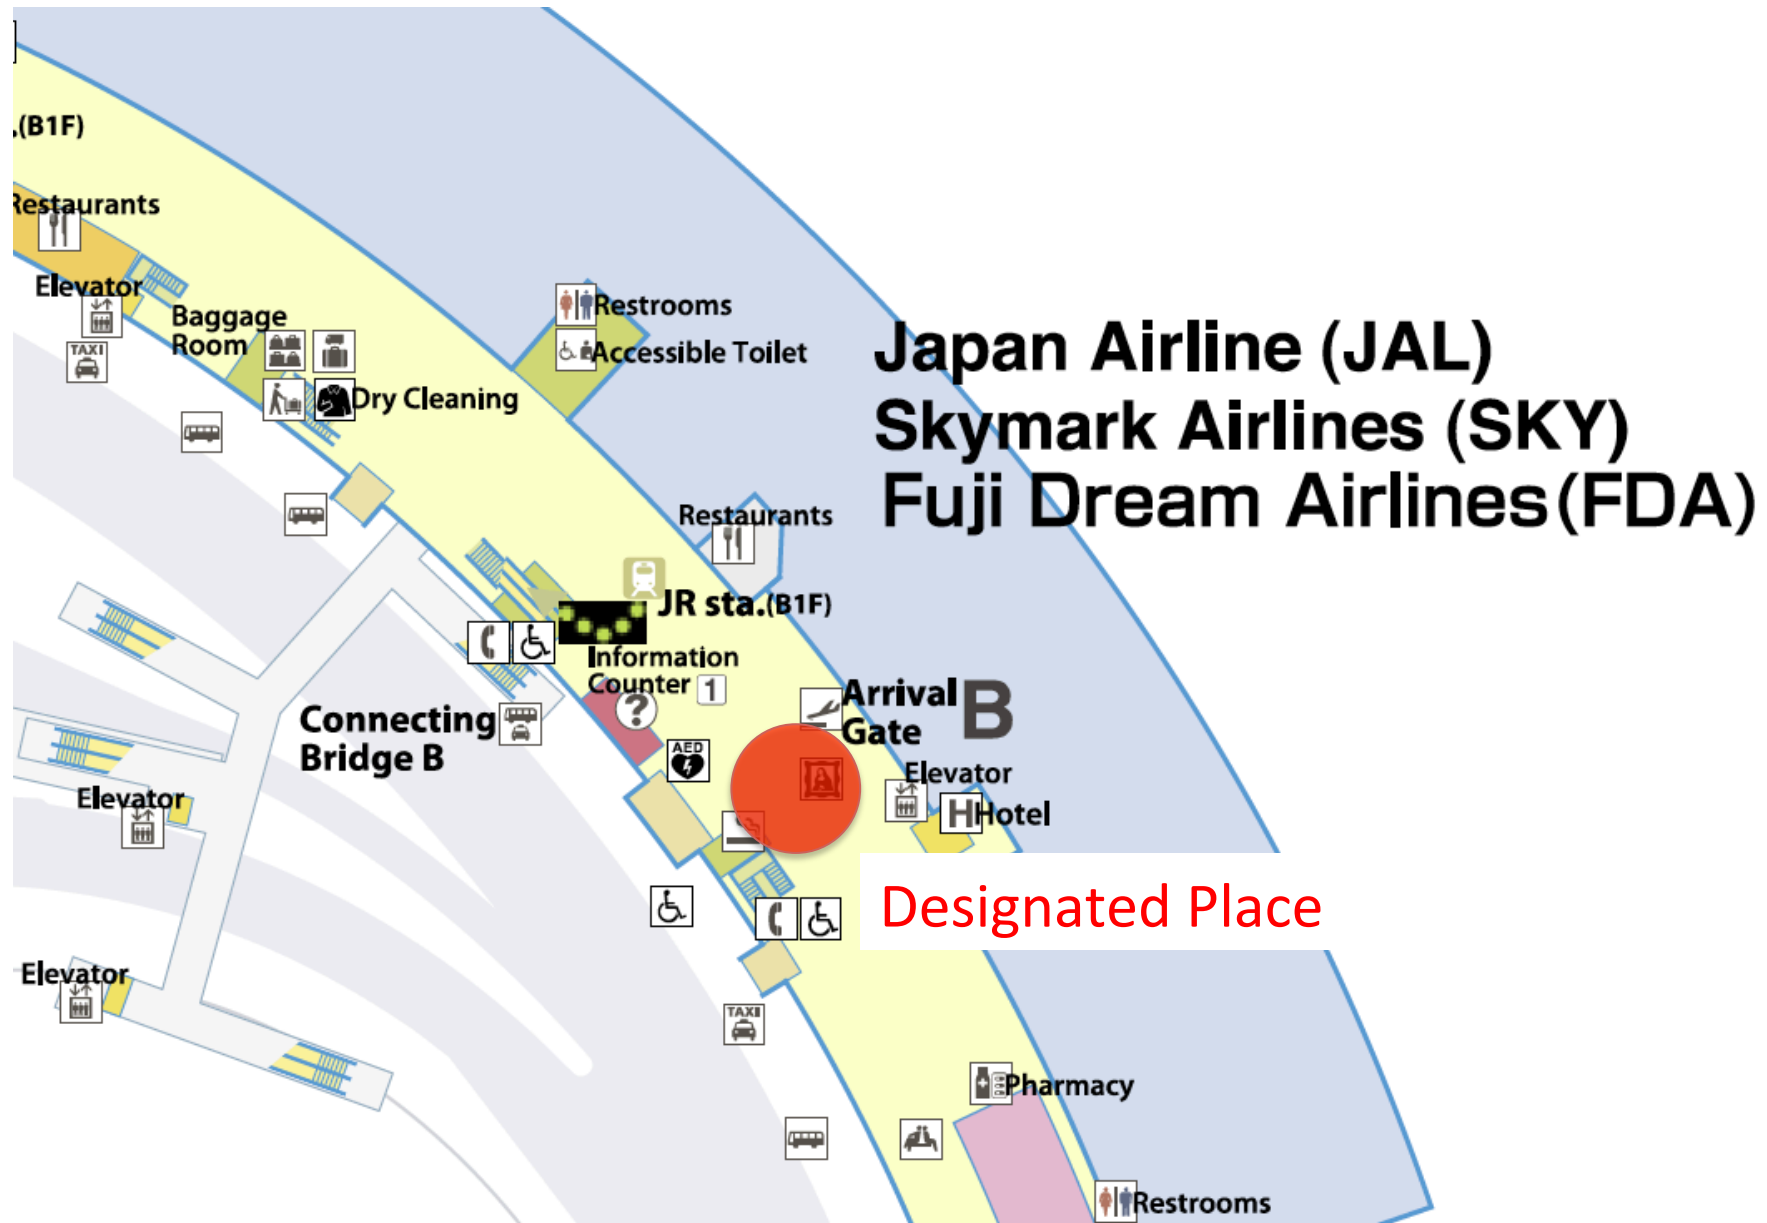 .(B1F)
Restaurants
Elevator
TAXI
Baggage
Room
Dry Cleaning
Restrooms
Accessible Toilet
Japan Airline (JAL)
Skymark Airlines (SKY)
Fuji Dream Airlines(FDA)
Restaurants
JR sta.(B1F)
Information
Counter 1
?
Connecting
Bridge B
AED
Arrival
Gate
B
Elevator
H Hotel
Elevator
Designated Place
Elevator
TAXI
Pharmacy
Restrooms